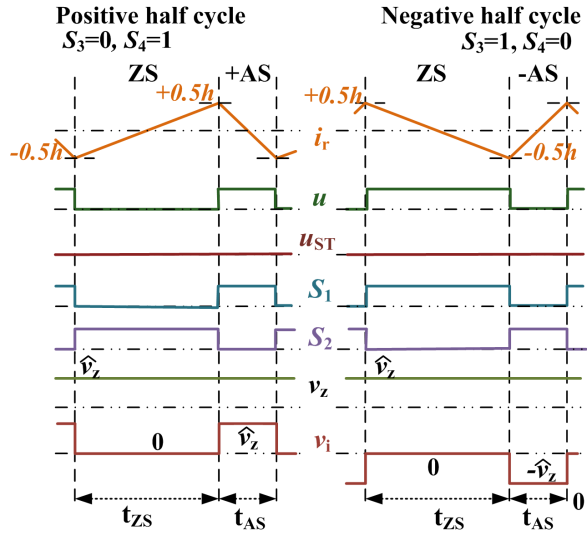 Positive half cycle Negative half cycle
S3=0, S4=1 S3=1, S4=0
ZS +AS ZS -AS
+0.5h +0.5h
-0.5h ir -0.5h
u
uST
S1
S2
v̂z v̂z
vz
vi 0 v̂z 0 -v̂z
0
tZS tAS tZS tAS